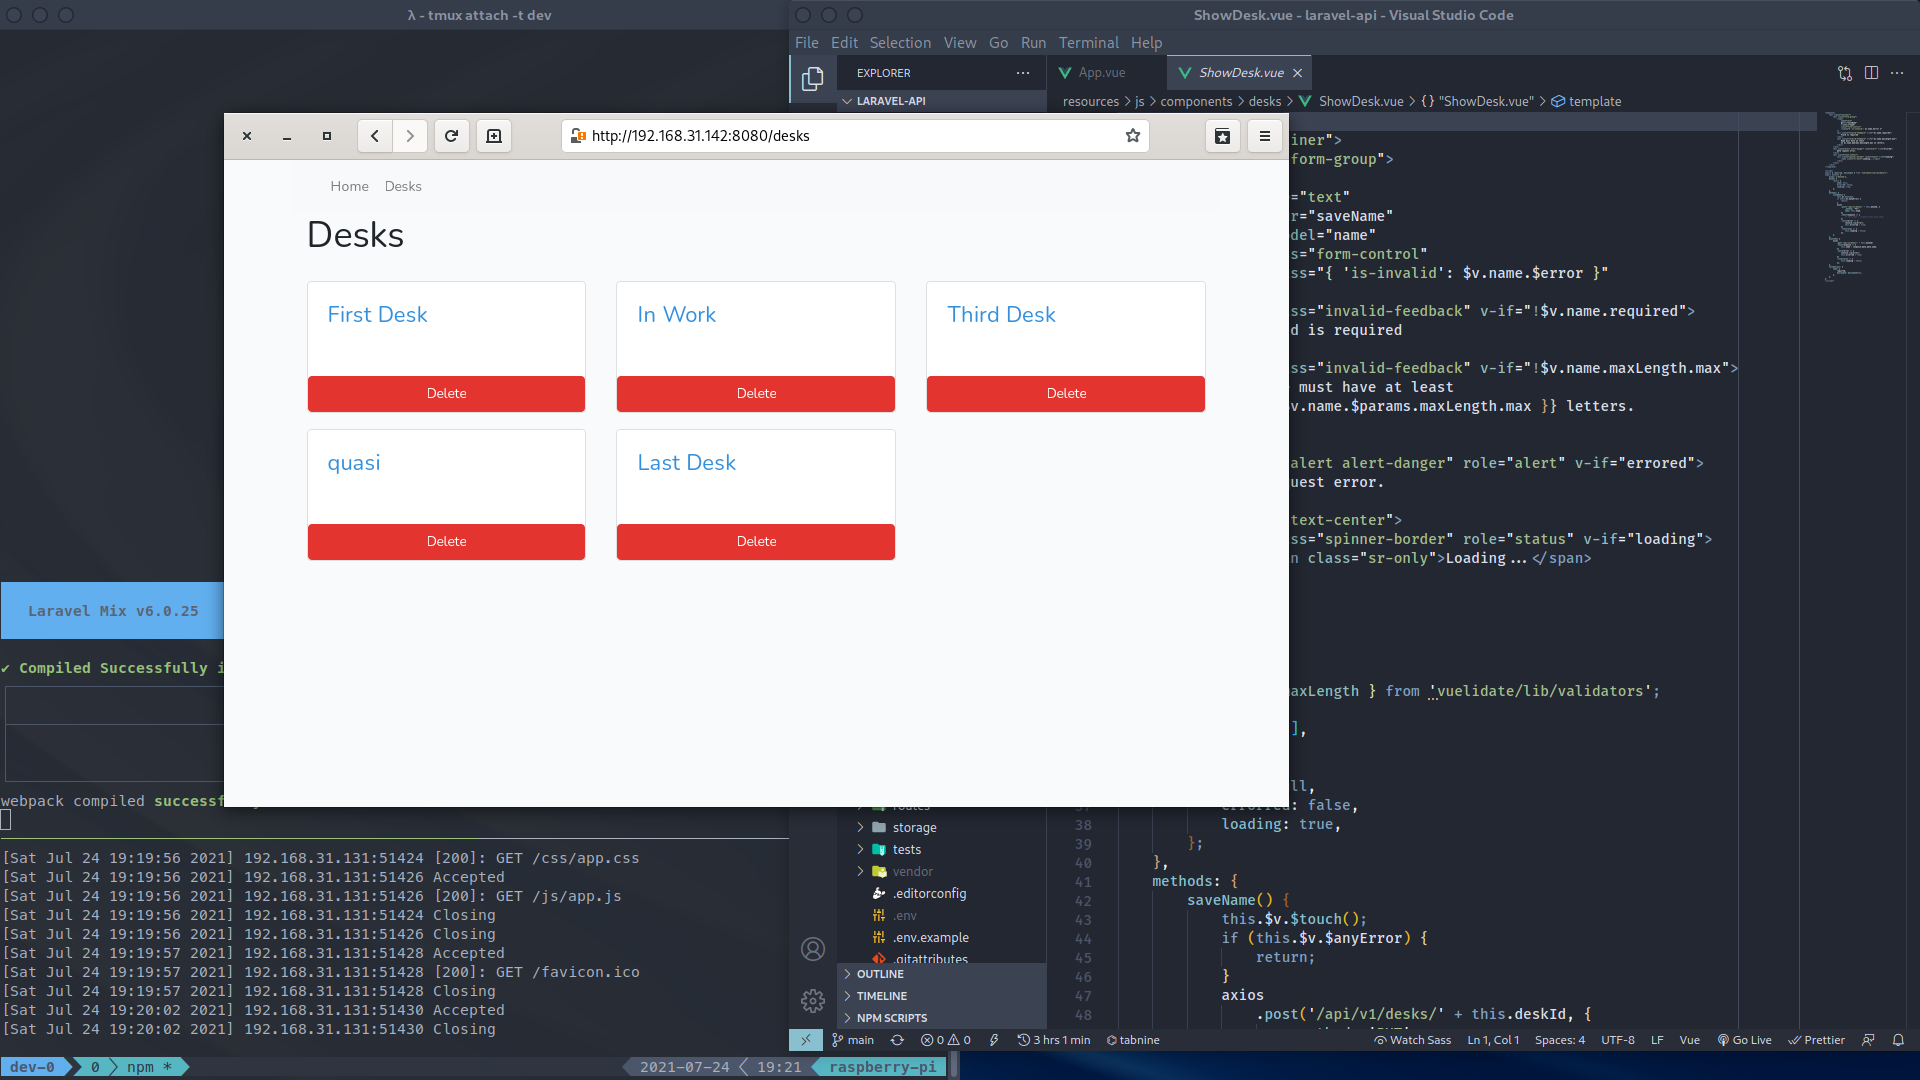 λ - tmux attach -t dev
ShowDesk.vue - laravel-api - Visual Studio Code
File Edit Selection View Go Run Terminal Help
EXPLORER
App.vue
ShowDesk.vue
LARAVEL-API
resources > js > components > desks > ShowDesk.vue > {} "ShowDesk.vue" > template
http://192.168.31.142:8080/desks
Home Desks
Desks
First Desk
In Work
Third Desk
Delete
Delete
Delete
quasi
Last Desk
Delete
Delete
iner">
form-group">
="text"
r="saveName"
del="name"
s="form-control"
ss="{ 'is-invalid': $v.name.$error }"
ss="invalid-feedback" v-if="!$v.name.required">
d is required
ss="invalid-feedback" v-if="!$v.name.maxLength.max">
must have at least
v.name.$params.maxLength.max }} letters.
alert alert-danger" role="alert" v-if="errored">
uest error.
text-center">
ss="spinner-border" role="status" v-if="loading">
n class="sr-only">Loading...</span>
axLength } from 'vuelidate/lib/validators';
],
ll,
errored: false,
38 loading: true,
39 };
40 },
41 methods: {
42 saveName() {
43 this.$v.$touch();
44 if (this.$v.$anyError) {
45 return;
46 }
47 axios
48 .post('/api/v1/desks/' + this.deskId, {
routes
storage
tests
vendor
.editorconfig
.env
.env.example
.gitattributes
OUTLINE
TIMELINE
NPM SCRIPTS
Laravel Mix v6.0.25
✔ Compiled Successfully i
webpack compiled successf
[Sat Jul 24 19:19:56 2021] 192.168.31.131:51424 [200]: GET /css/app.css
[Sat Jul 24 19:19:56 2021] 192.168.31.131:51426 Accepted
[Sat Jul 24 19:19:56 2021] 192.168.31.131:51426 [200]: GET /js/app.js
[Sat Jul 24 19:19:56 2021] 192.168.31.131:51424 Closing
[Sat Jul 24 19:19:56 2021] 192.168.31.131:51426 Closing
[Sat Jul 24 19:19:57 2021] 192.168.31.131:51428 Accepted
[Sat Jul 24 19:19:57 2021] 192.168.31.131:51428 [200]: GET /favicon.ico
[Sat Jul 24 19:19:57 2021] 192.168.31.131:51428 Closing
[Sat Jul 24 19:20:02 2021] 192.168.31.131:51430 Accepted
[Sat Jul 24 19:20:02 2021] 192.168.31.131:51430 Closing
main 0 0 3 hrs 1 min tabnine Watch Sass Ln 1, Col 1 Spaces: 4 UTF-8 LF Vue Go Live Prettier
dev-0 0 npm * 2021-07-24 19:21 raspberry-pi